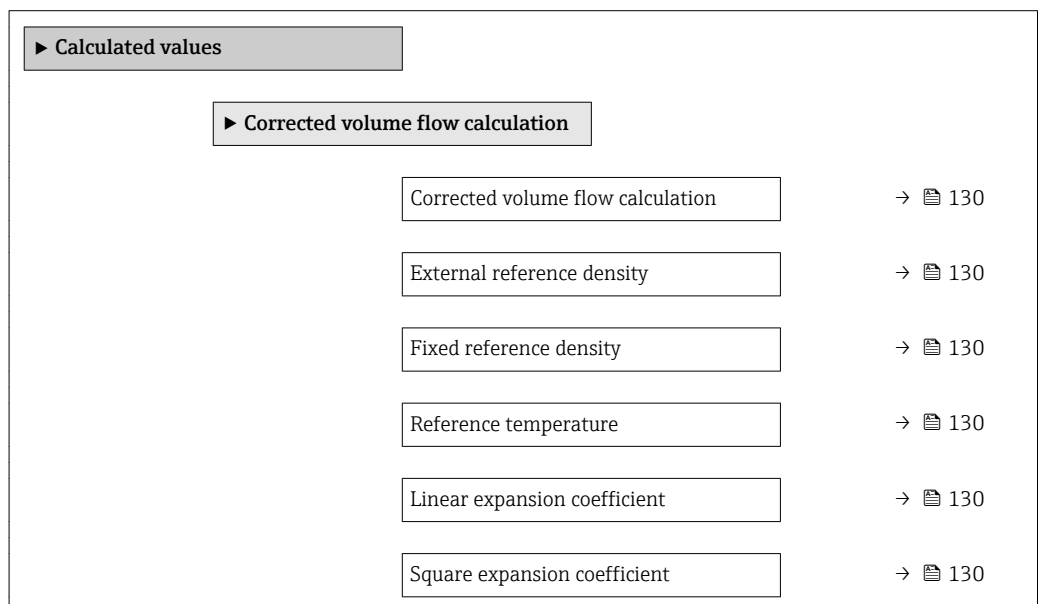 ▶ Calculated values
▶ Corrected volume flow calculation
Corrected volume flow calculation → 130
External reference density → 130
Fixed reference density → 130
Reference temperature → 130
Linear expansion coefficient → 130
Square expansion coefficient → 130